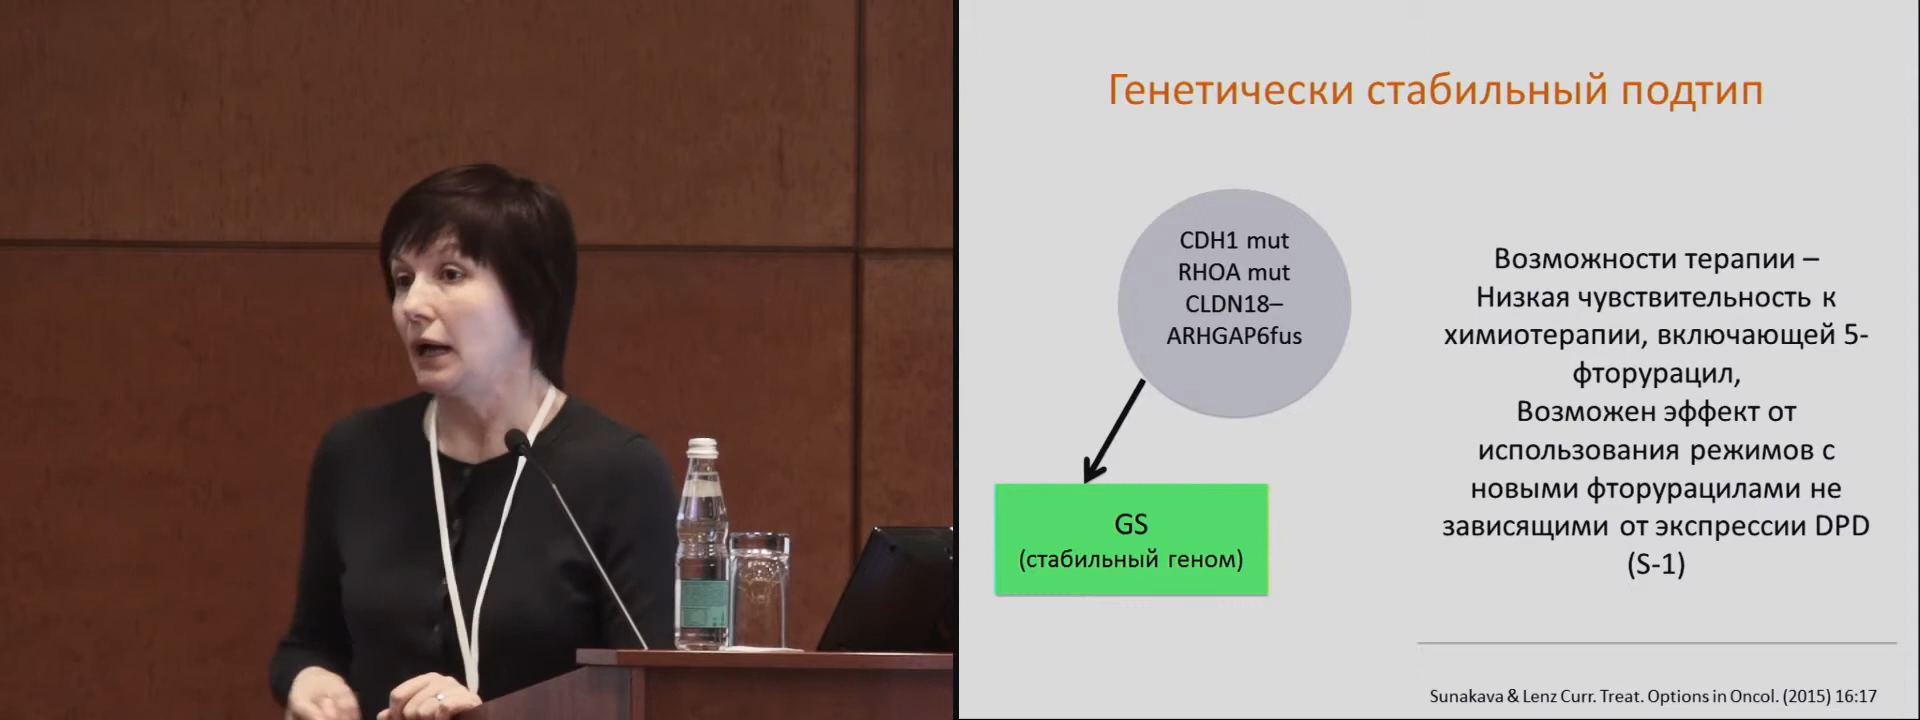 Генетически стабильный подтип
CDH1 mut
RHOA mut
CLDN18–
ARHGAP6fus
GS
(стабильный геном)
Возможности терапии –
Низкая чувствительность к
химиотерапии, включающей 5-
фторурацил,
Возможен эффект от
использования режимов с
новыми фторурацилами не
зависящими от экспрессии DPD
(S-1)
Sunakava & Lenz Curr. Treat. Options in Oncol. (2015) 16:17